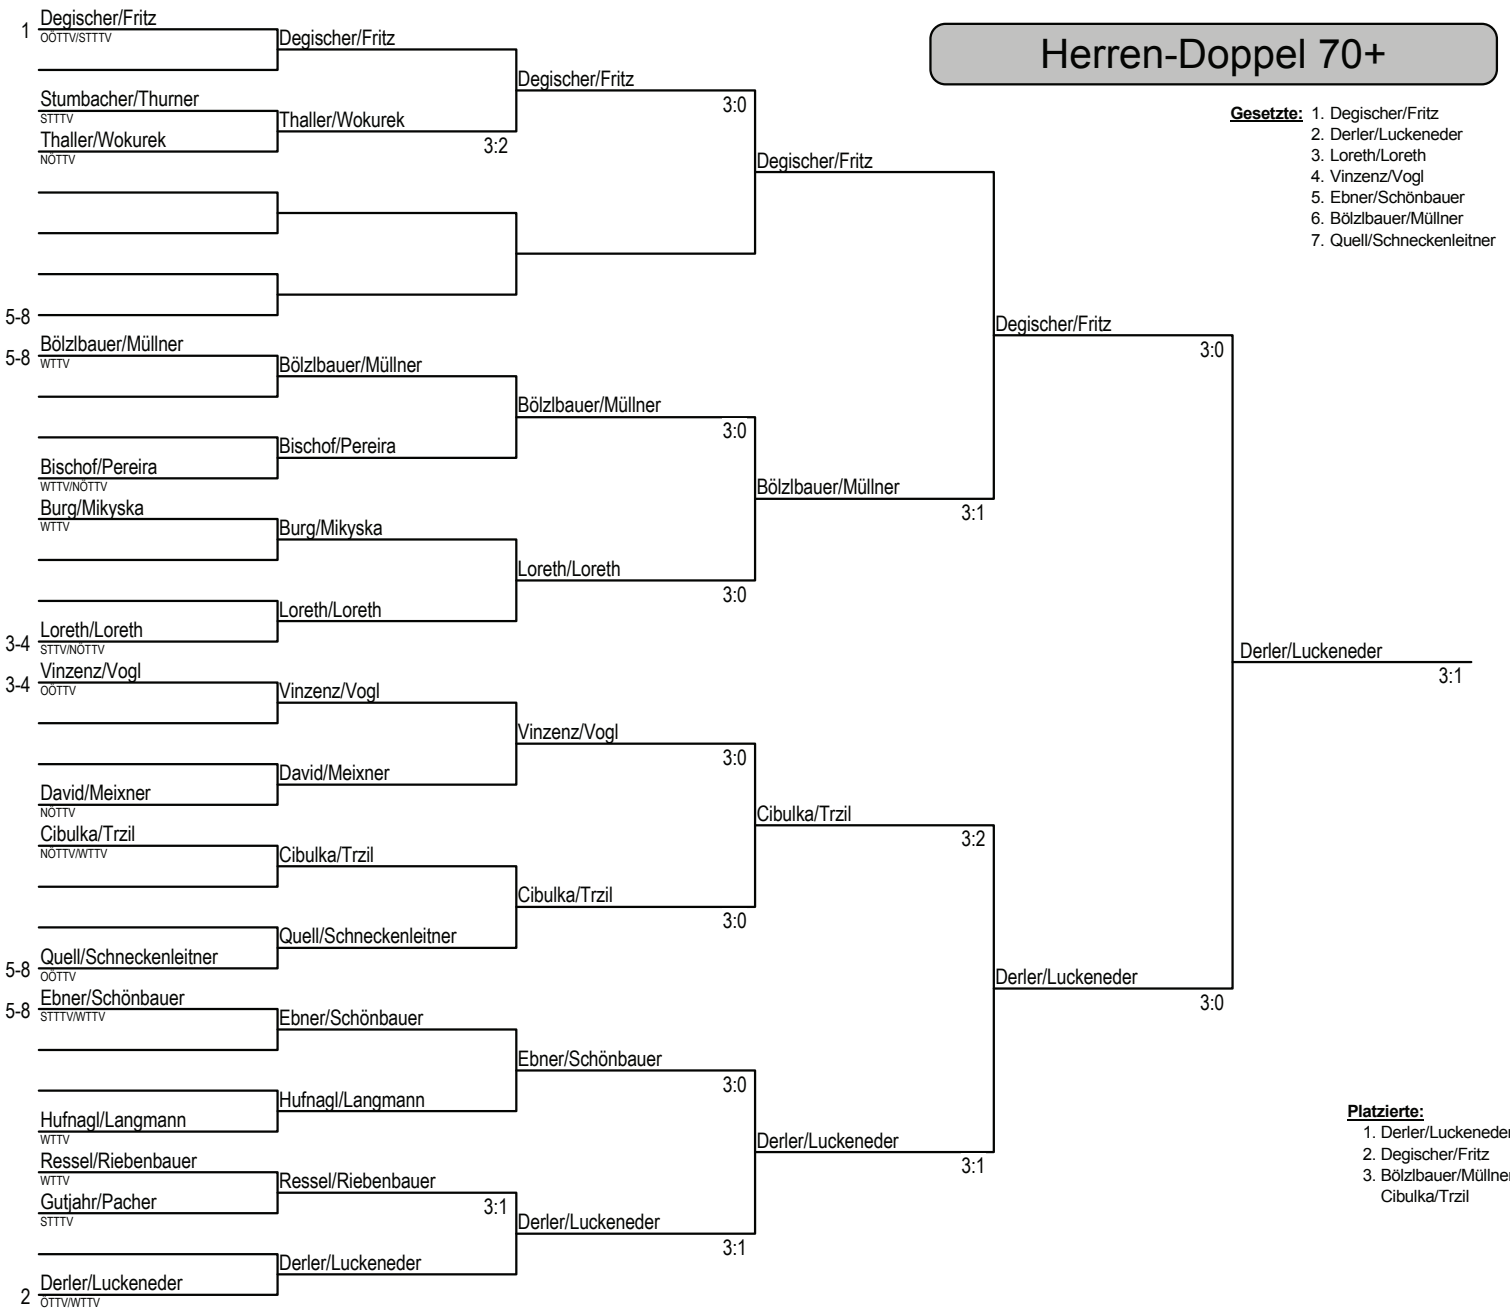 Herren-Doppel 70+
Gesetzte: 1. Degischer/Fritz
2. Derler/Luckeneder
3. Loreth/Loreth
4. Vinzenz/Vogl
5. Ebner/Schönbauer
6. Bölzlbauer/Müllner
7. Quell/Schneckenleitner
1 Degischer/Fritz
OÖTTV/STTTV
Stumbacher/Thurner
STTTV
Thaller/Wokurek
NÖTTV
5-8
5-8 Bölzlbauer/Müllner
WTTV
Bischof/Pereira
WTTV/NÖTTV
Burg/Mikyska
WTTV
3-4 Loreth/Loreth
STTV/NÖTTV
3-4 Vinzenz/Vogl
OÖTTV
David/Meixner
NÖTTV
Cibulka/Trzil
NÖTTV/WTTV
5-8 Quell/Schneckenleitner
OÖTTV
5-8 Ebner/Schönbauer
STTTV/WTTV
Hufnagl/Langmann
WTTV
Ressel/Riebenbauer
WTTV
Gutjahr/Pacher
STTTV
2 Derler/Luckeneder
ÖTTV/WTTV
Degischer/Fritz
Thaller/Wokurek
3:2
Bölzlbauer/Müllner
Bischof/Pereira
Burg/Mikyska
Loreth/Loreth
Vinzenz/Vogl
David/Meixner
Cibulka/Trzil
Quell/Schneckenleitner
Ebner/Schönbauer
Hufnagl/Langmann
Ressel/Riebenbauer
3:1
Derler/Luckeneder
Degischer/Fritz
3:0
Bölzlbauer/Müllner
3:0
Loreth/Loreth
3:0
Vinzenz/Vogl
3:0
Cibulka/Trzil
3:0
Ebner/Schönbauer
3:0
Derler/Luckeneder
3:1
Degischer/Fritz
Bölzlbauer/Müllner
3:1
Cibulka/Trzil
3:2
Derler/Luckeneder
3:1
Degischer/Fritz
3:0
Derler/Luckeneder
3:0
Derler/Luckeneder
3:1
Platzierte:
1. Derler/Luckeneder
2. Degischer/Fritz
3. Bölzlbauer/Müllner
Cibulka/Trzil